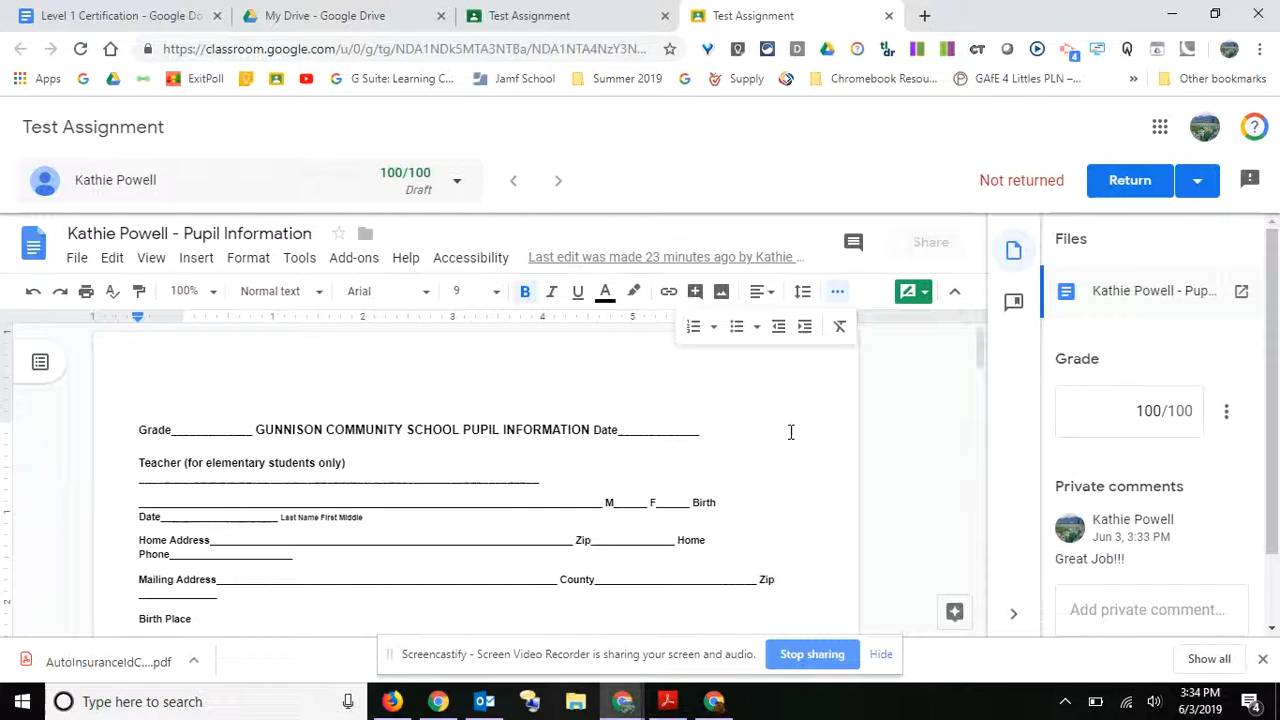 Level 1 Certification - Google Do
My Drive - Google Drive
Test Assignment
Test Assignment
https://classroom.google.com/u/0/g/tg/NDA1NDk5MTA3NTBa/NDA1NTA4NzY3N...
Apps
ExitPoll
G Suite: Learning C...
Jamf School
Summer 2019
Supply
Chromebook Resou...
GAfE 4 Littles PLN –...
Other bookmarks
Test Assignment
Kathie Powell
100/100
Draft
Not returned
Return
Kathie Powell - Pupil Information
Share
File Edit View Insert Format Tools Add-ons Help Accessibility Last edit was made 23 minutes ago by Kathie ...
100% Normal text Arial 9
Files
Kathie Powell - Pup...
Grade
100/100
Private comments
Kathie Powell
Jun 3, 3:33 PM
Great Job!!!
Add private comment...
Grade____________ GUNNISON COMMUNITY SCHOOL PUPIL INFORMATION Date____________
Teacher (for elementary students only)
M_____ F_____ Birth
Date__________________ Last Name First Middle
Home Address____________________ Zip____________ Home
Phone__________________
Mailing Address____________________ County____________________ Zip
Birth Place
AutoInsuranceIdC....pdf
Screencastify - Screen Video Recorder is sharing your screen and audio.
Stop sharing
Hide
Show all
Type here to search
3:34 PM
6/3/2019